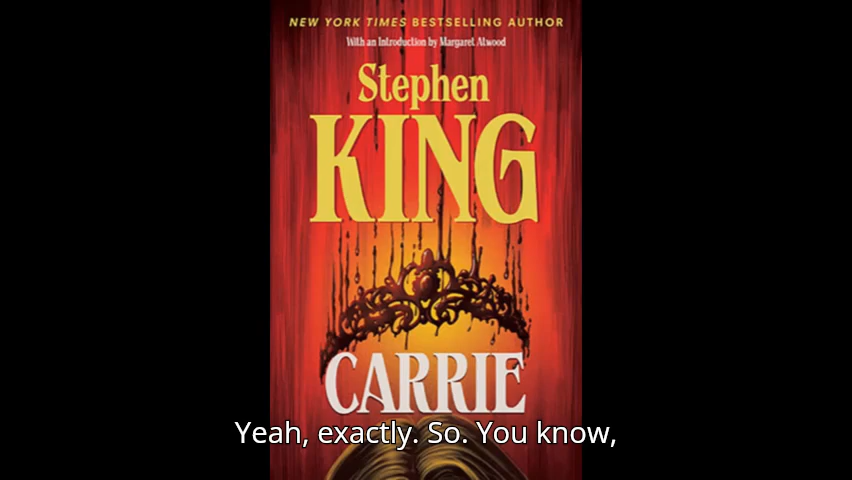 NEW YORK TIMES BESTSELLING AUTHOR
With an Introduction by Margaret Atwood
Stephen
KING
CARRIE
Yeah, exactly. So. You know,